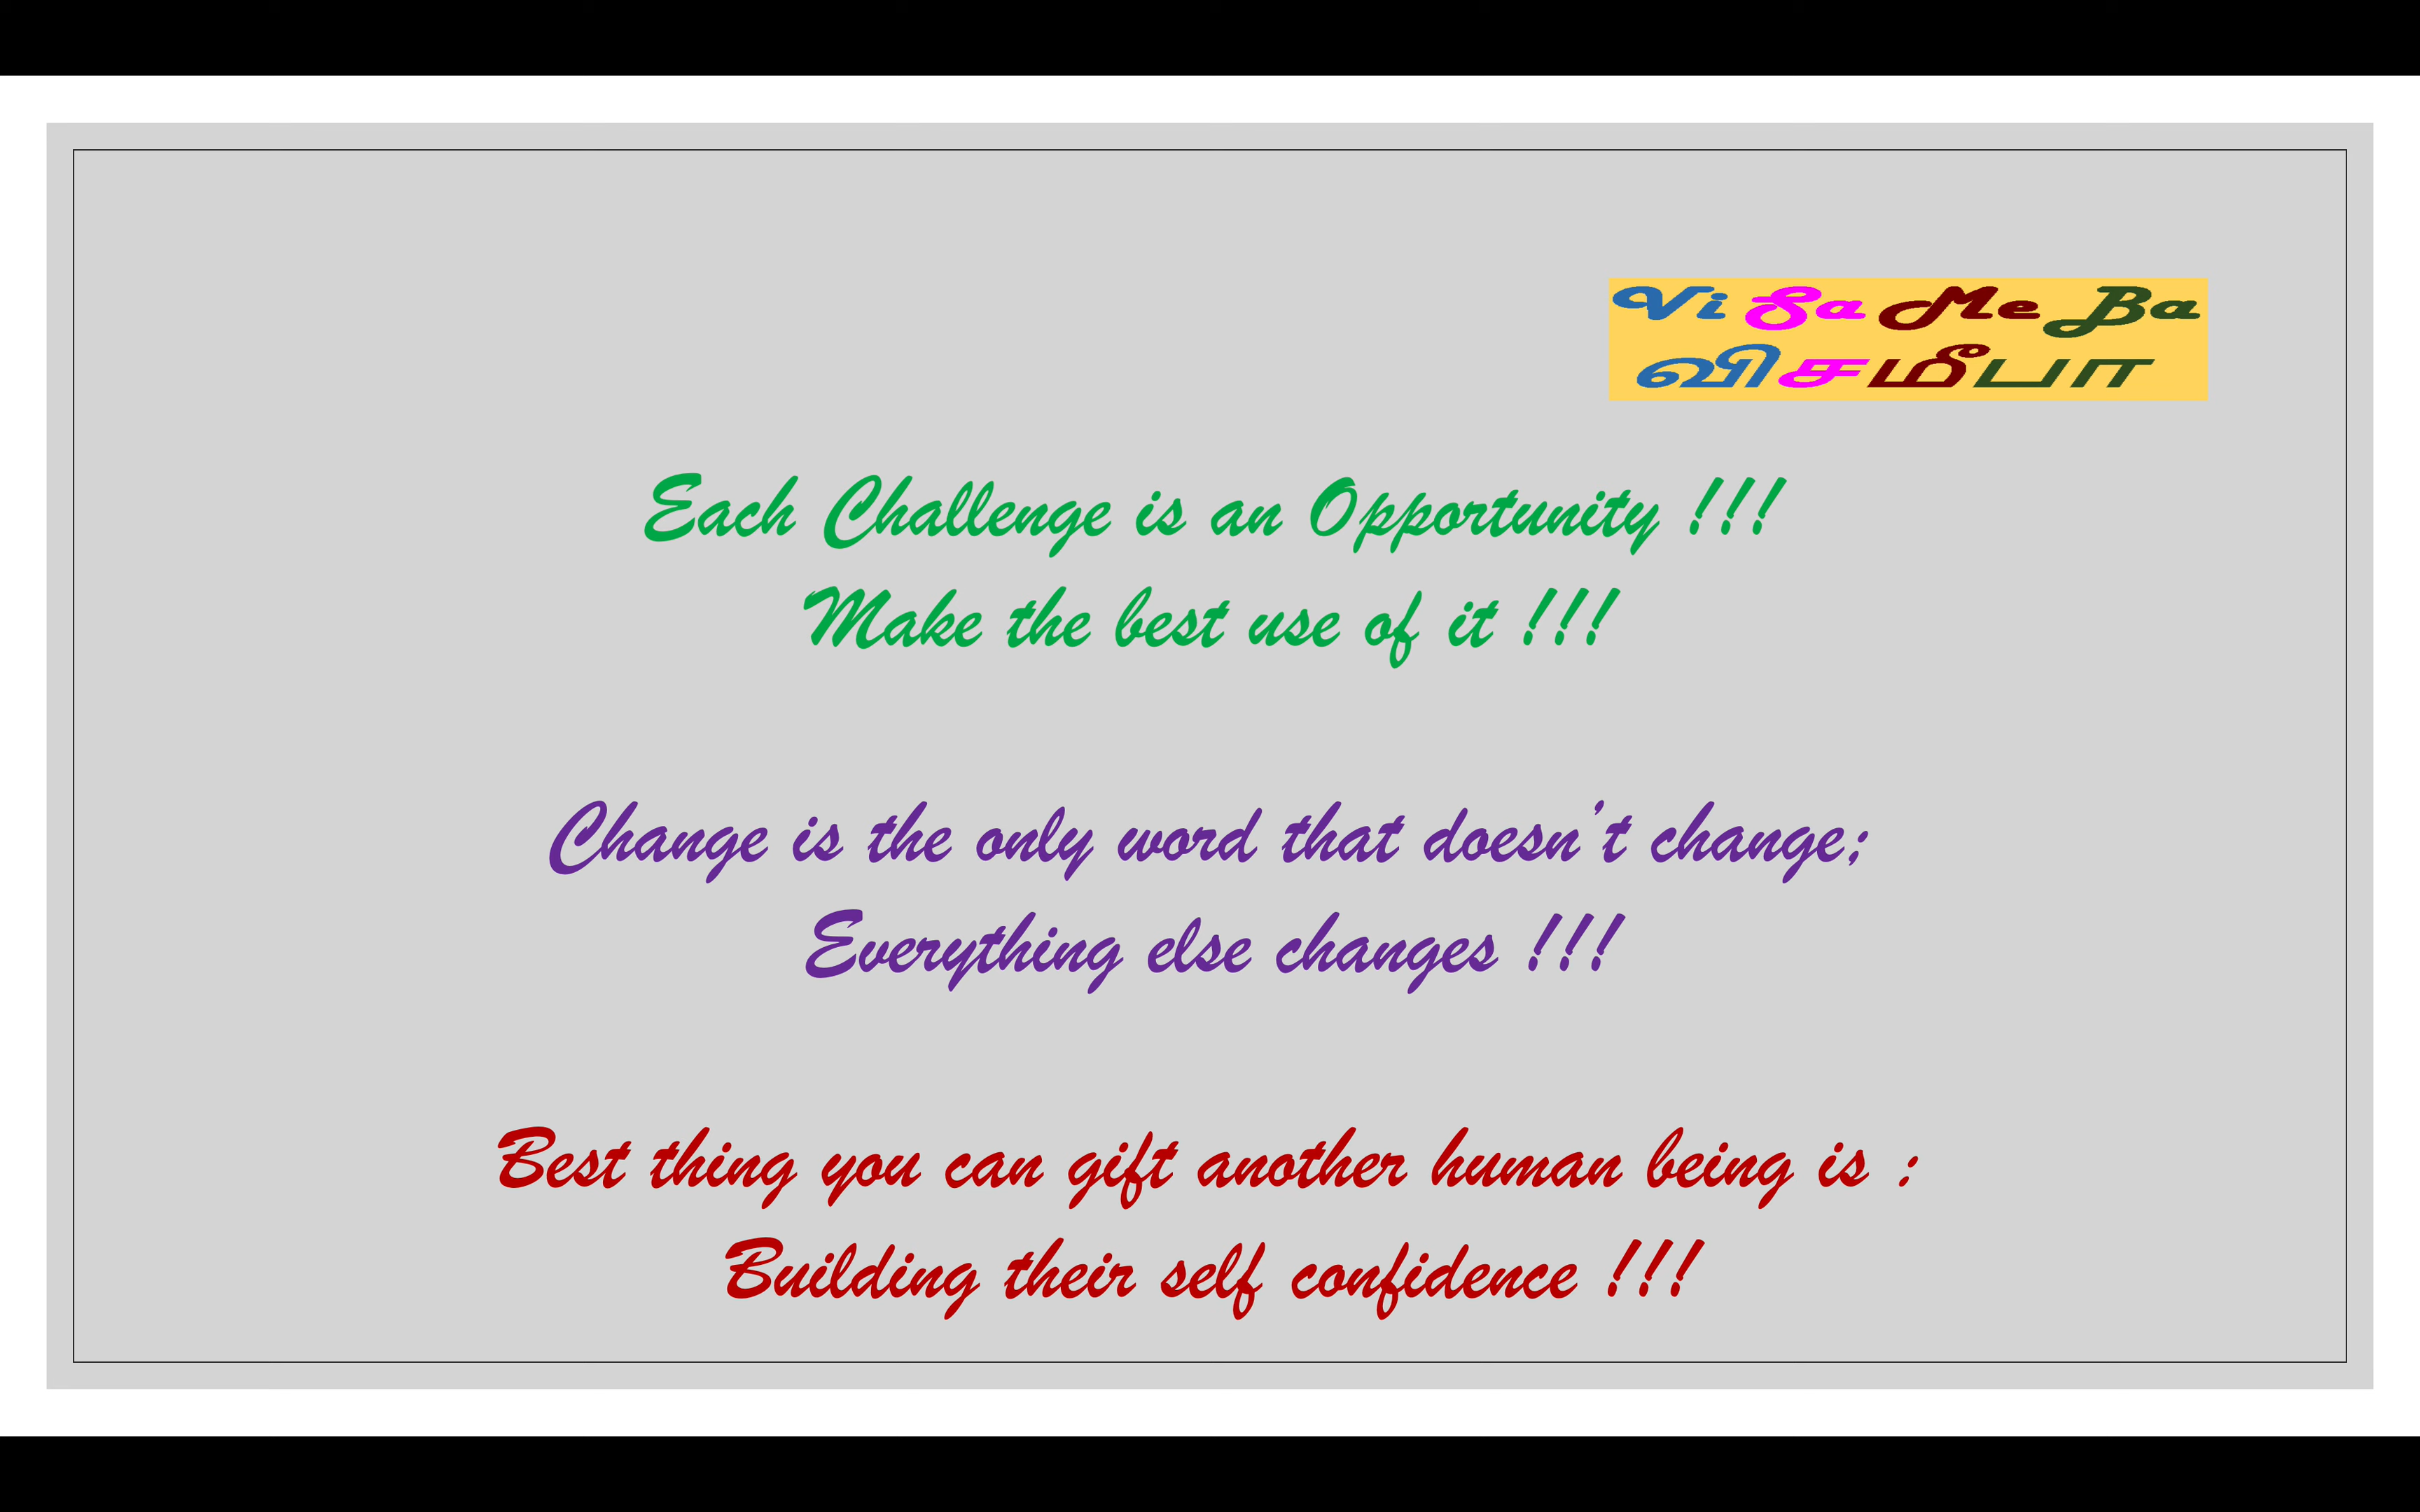 Vi Sa Me Ba
விசமீபா
Each Challenge is an Opportunity !!!
Make the best use of it !!!
Change is the only word that doesn't change;
Everything else changes !!!
Best thing you can gift another human being is :
Building their self confidence !!!